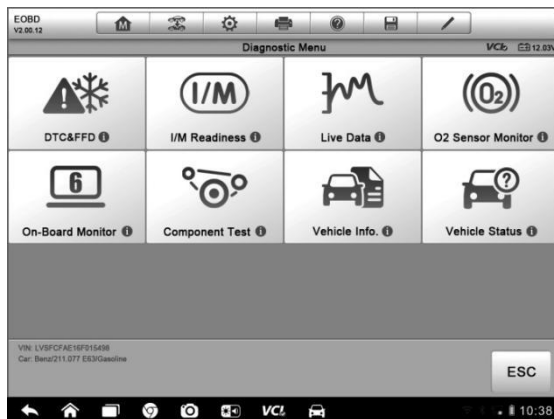 EOBD
V2.00.12
M
Diagnostic Menu
VCI
12.03V
I/M
O2
DTC&FFD
I/M Readiness
Live Data
O2 Sensor Monitor
6
On-Board Monitor
Component Test
Vehicle Info.
Vehicle Status
VIN: LVSFCFAE16F015498
Car: Benz/211.077 E63/Gasoline
ESC
VCI
10:38